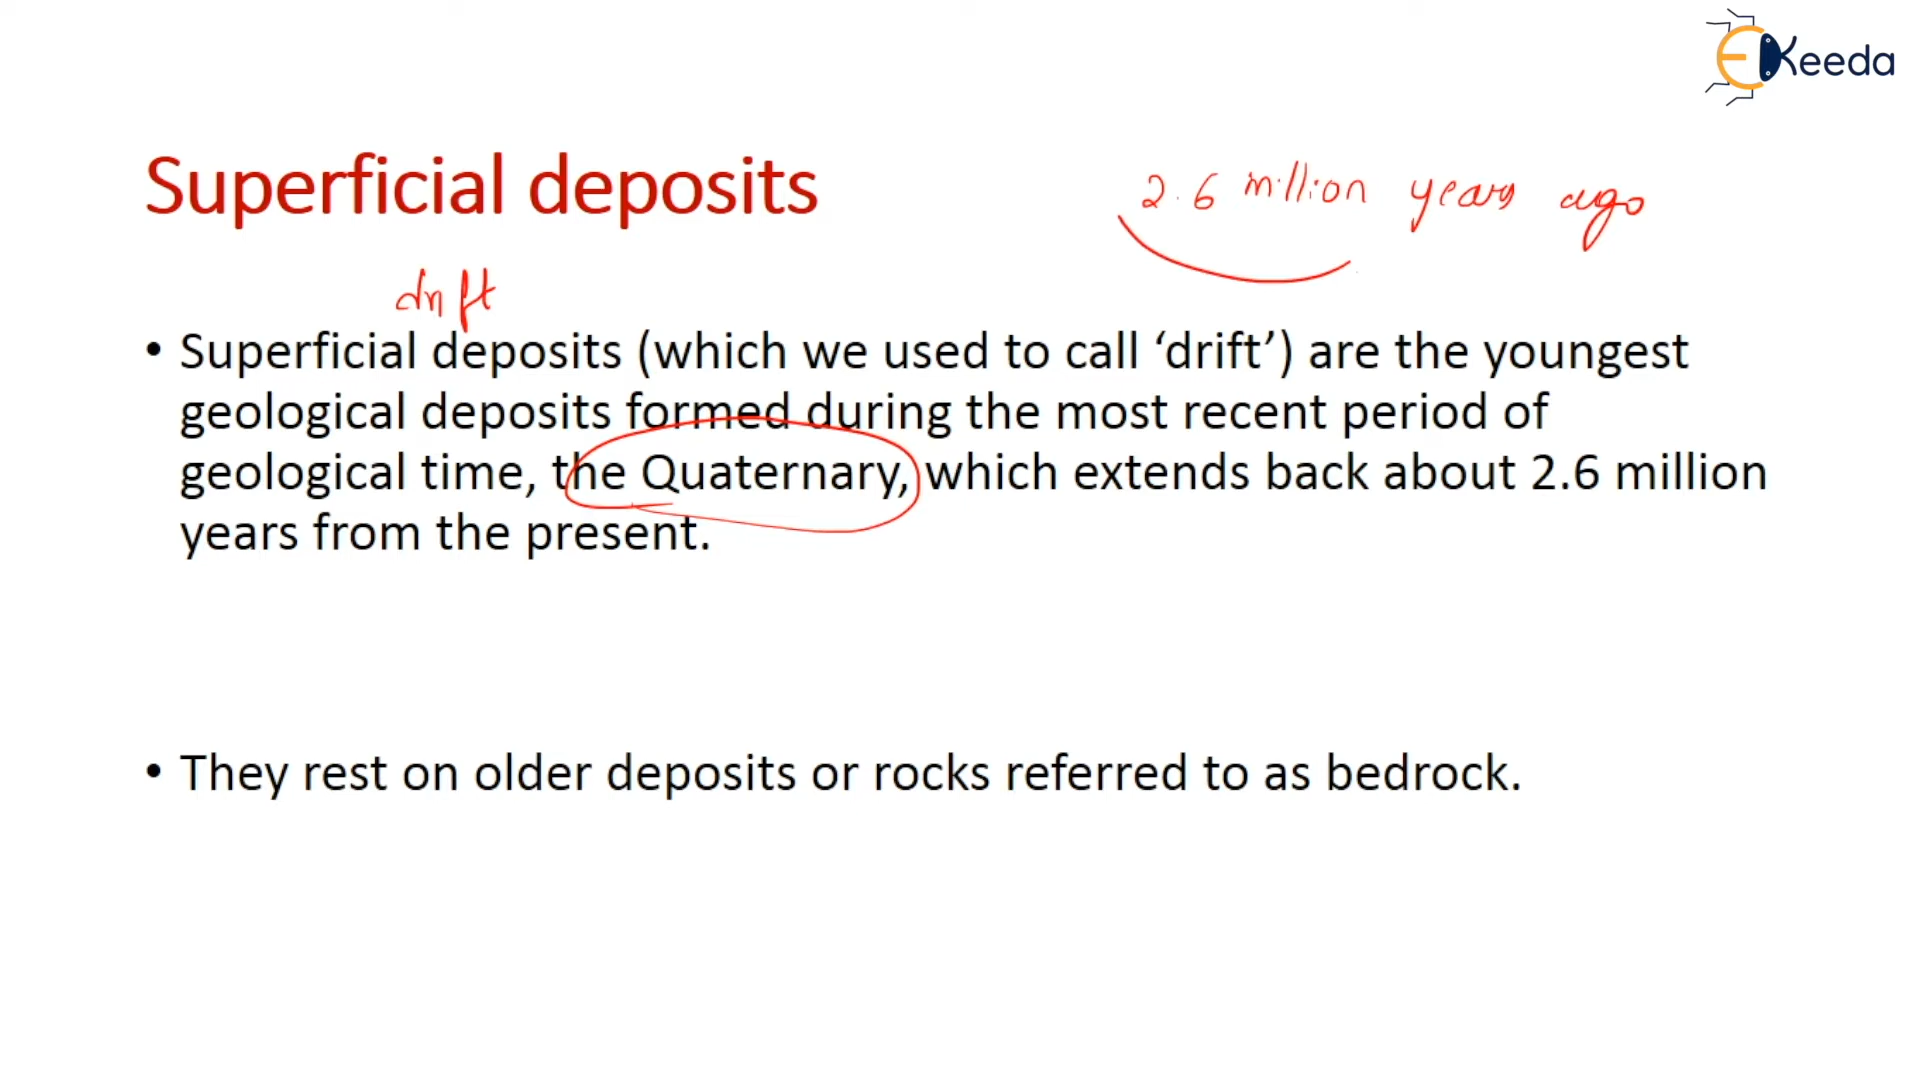 EKeeda
Superficial deposits
2.6 million years ago
drift
• Superficial deposits (which we used to call ‘drift’) are the youngest
geological deposits formed during the most recent period of
geological time, the Quaternary, which extends back about 2.6 million
years from the present.
• They rest on older deposits or rocks referred to as bedrock.